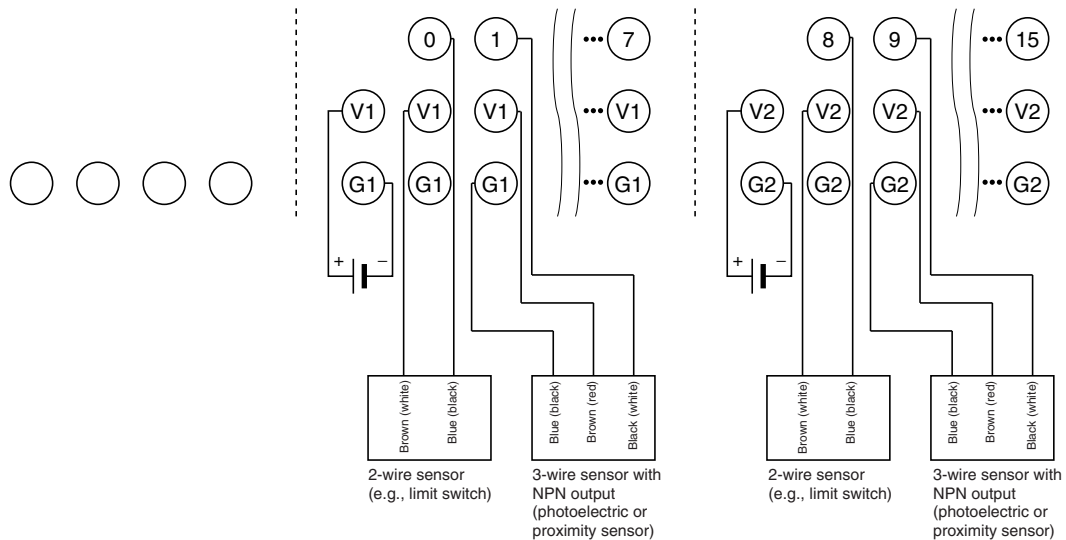 0 1 ••• 7 8 9 ••• 15
V1 V1 V1 ••• V1 V2 V2 V2 ••• V2
G1 G1 G1 ••• G1 G2 G2 G2 ••• G2
+ − + −
Brown (white)
Blue (black)
Blue (black)
Brown (red)
Black (white)
Brown (white)
Blue (black)
Blue (black)
Brown (red)
Black (white)
2-wire sensor
(e.g., limit switch)
3-wire sensor with
NPN output
(photoelectric or
proximity sensor)
2-wire sensor
(e.g., limit switch)
3-wire sensor with
NPN output
(photoelectric or
proximity sensor)